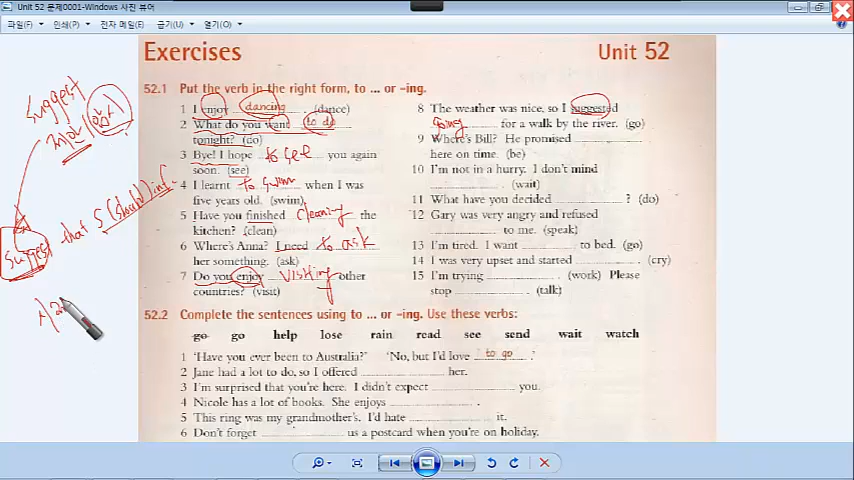 Unit 52 문제0001-Windows 사진 뷰어
파일(F) 인쇄(P) 전자 메일(E) 굽기(U) 열기(O)
Exercises Unit 52
52.1 Put the verb in the right form, to ... or -ing.
1 I enjoy dancing (dance)
2 What do you want to do
tonight? (do)
3 Bye! I hope to see you again
soon. (see)
4 I learnt to swim when I was
five years old. (swim)
5 Have you finished cleaning the
kitchen? (clean)
6 Where's Anna? I need to ask
her something. (ask)
7 Do you enjoy visiting other
countries? (visit)
8 The weather was nice, so I suggested
going for a walk by the river. (go)
9 Where's Bill? He promised
here on time. (be)
10 I'm not in a hurry. I don't mind
(wait)
11 What have you decided ? (do)
12 Gary was very angry and refused
to me. (speak)
13 I'm tired. I want to bed. (go)
14 I was very upset and started (cry)
15 I'm trying (work) Please
stop (talk)
suggest
suggest that S (should) inf
52.2 Complete the sentences using to ... or -ing. Use these verbs:
go go help lose rain read see send wait watch
1 'Have you ever been to Australia?' 'No, but I'd love to go .'
2 Jane had a lot to do, so I offered her.
3 I'm surprised that you're here. I didn't expect you.
4 Nicole has a lot of books. She enjoys .
5 This ring was my grandmother's. I'd hate it.
6 Don't forget us a postcard when you're on holiday.